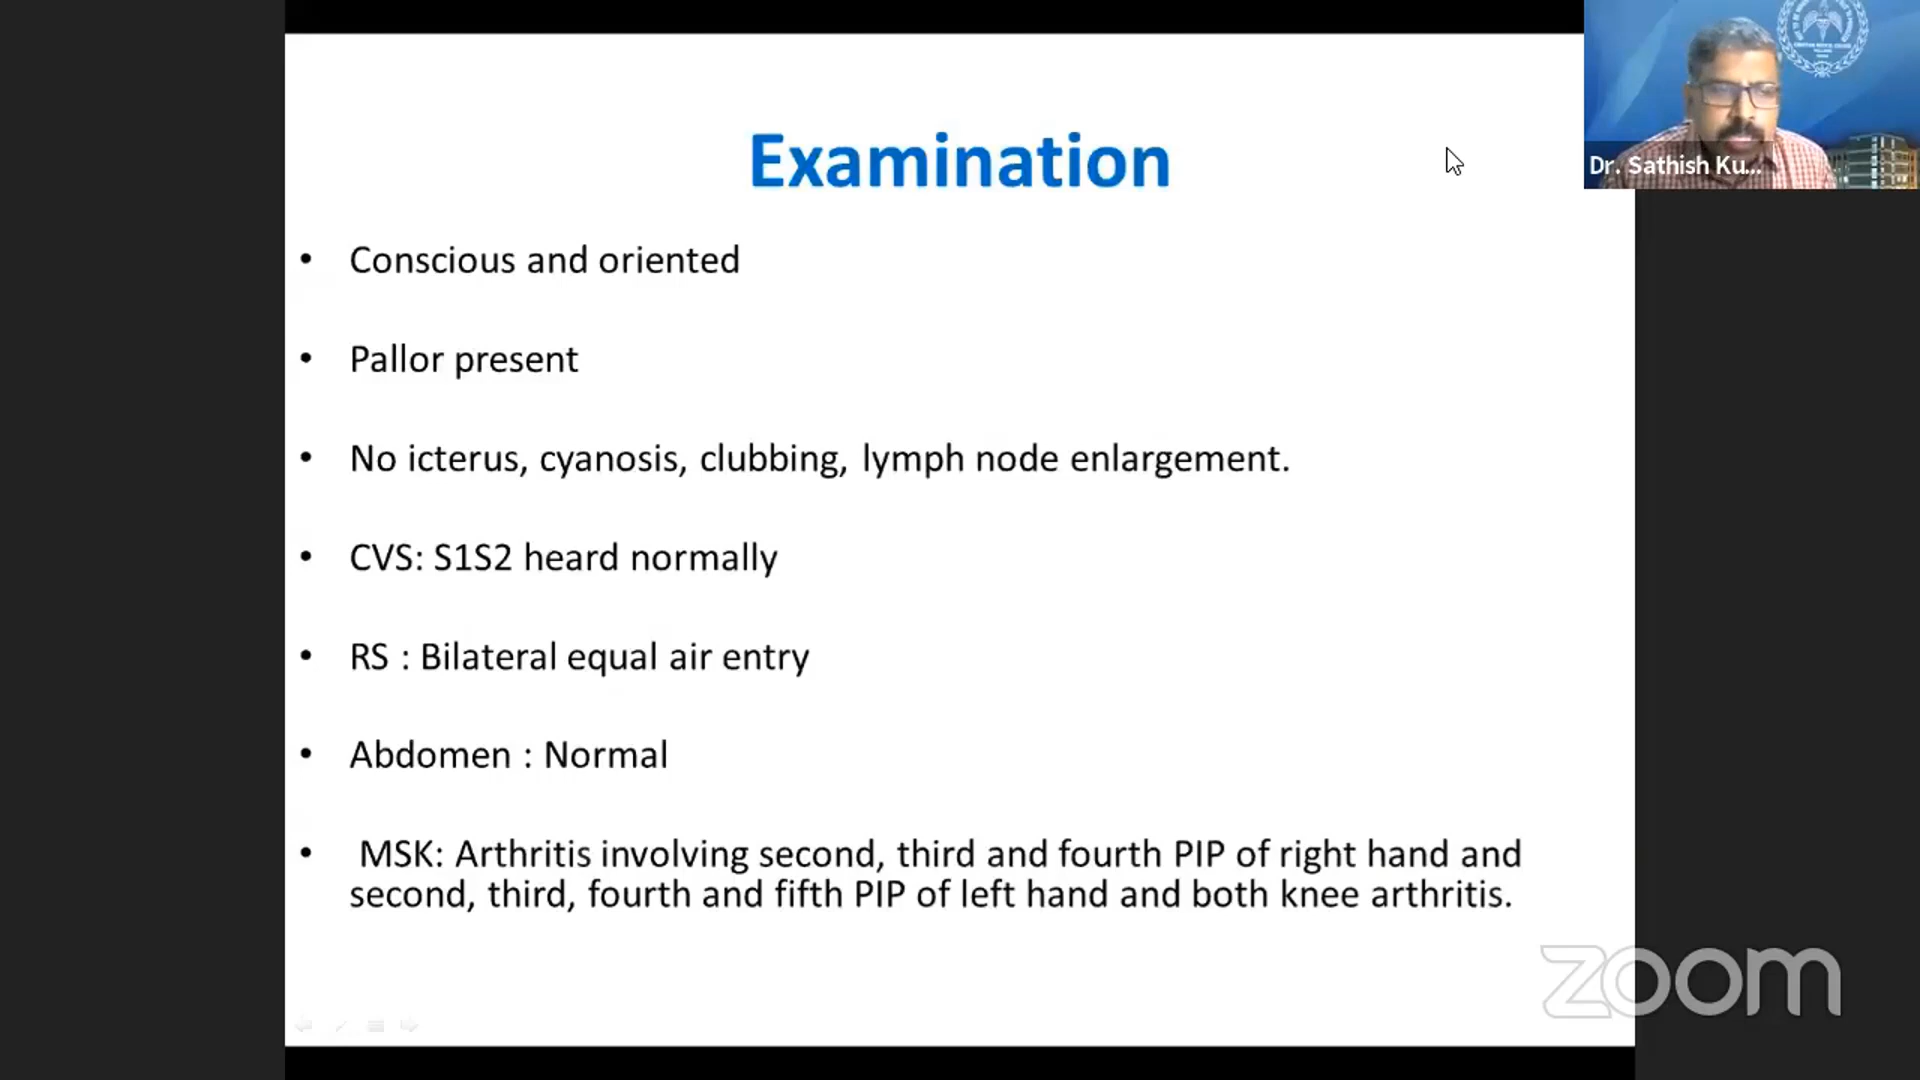 Examination
• Conscious and oriented
• Pallor present
• No icterus, cyanosis, clubbing, lymph node enlargement.
• CVS: S1S2 heard normally
• RS : Bilateral equal air entry
• Abdomen : Normal
• MSK: Arthritis involving second, third and fourth PIP of right hand and
second, third, fourth and fifth PIP of left hand and both knee arthritis.
Dr. Sathish Ku...
zoom